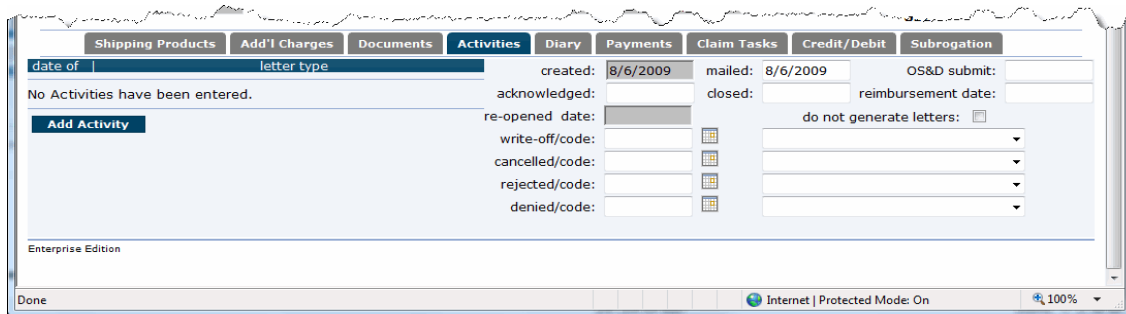 Shipping Products Add'l Charges Documents Activities Diary Payments Claim Tasks Credit/Debit Subrogation
date of | letter type
created: 8/6/2009 mailed: 8/6/2009 OS&D submit:
No Activities have been entered.
acknowledged: closed: reimbursement date:
Add Activity
re-opened date: do not generate letters:
write-off/code:
cancelled/code:
rejected/code:
denied/code:
Enterprise Edition
Done Internet | Protected Mode: On 100%